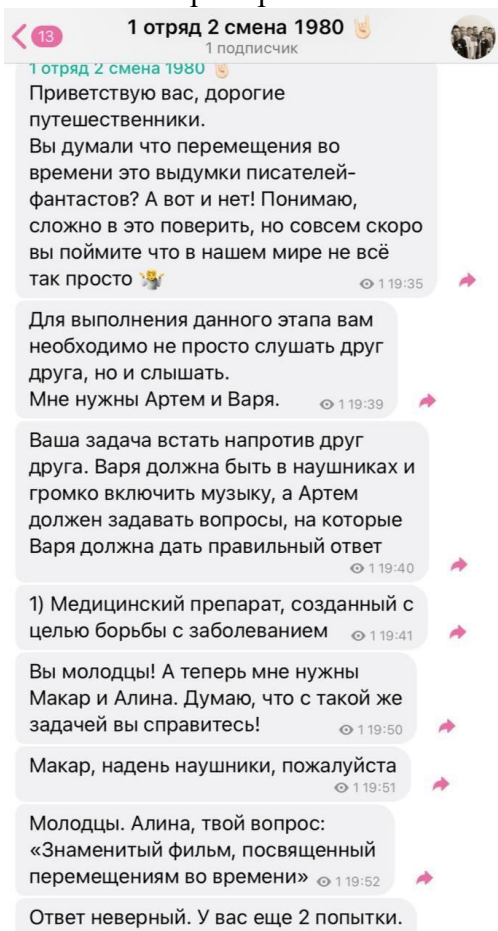 13
1 отряд 2 смена 1980 🤘🏻
1 подписчик
1 отряд 2 смена 1980 🤘🏻
Приветствую вас, дорогие
путешественники.
Вы думали что перемещения во
времени это выдумки писателей-
фантастов? А вот и нет! Понимаю,
сложно в это поверить, но совсем скоро
вы поймите что в нашем мире не всё
так просто 🤷‍♂️
1 19:35
Для выполнения данного этапа вам
необходимо не просто слушать друг
друга, но и слышать.
Мне нужны Артем и Варя. 1 19:39
Ваша задача встать напротив друг
друга. Варя должна быть в наушниках и
громко включить музыку, а Артем
должен задавать вопросы, на которые
Варя должна дать правильный ответ
1 19:40
1) Медицинский препарат, созданный с
целью борьбы с заболеванием 1 19:41
Вы молодцы! А теперь мне нужны
Макар и Алина. Думаю, что с такой же
задачей вы справитесь! 1 19:50
Макар, надень наушники, пожалуйста
1 19:51
Молодцы. Алина, твой вопрос:
«Знаменитый фильм, посвященный
перемещениям во времени» 1 19:52
Ответ неверный. У вас еще 2 попытки.